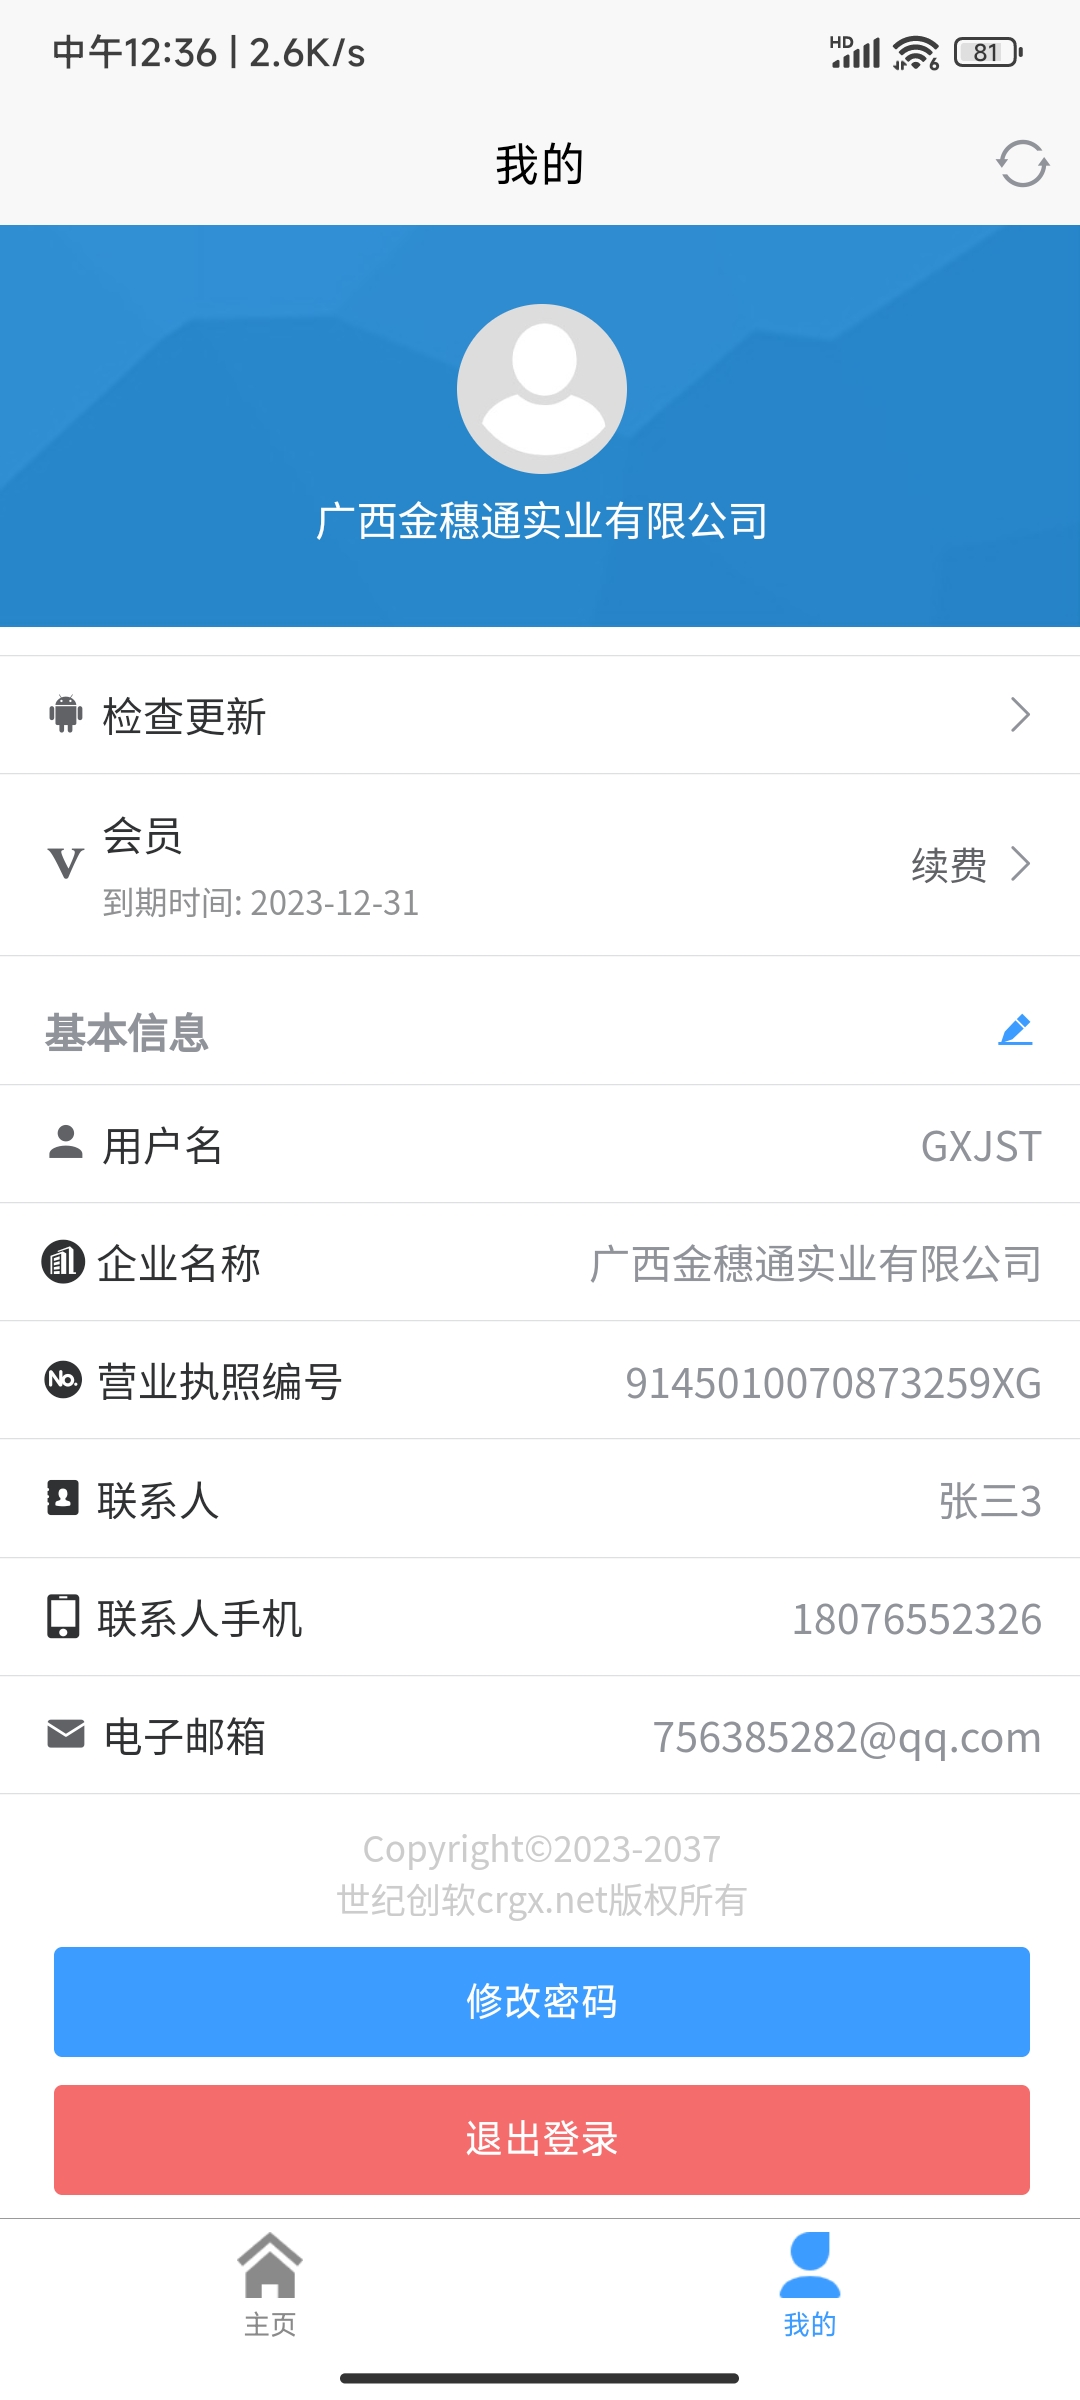 中午12:36 | 2.6K/s
HD
6
81
我的
广西金穗通实业有限公司
检查更新
V
会员
到期时间: 2023-12-31
续费
基本信息
用户名
GXJST
企业名称
广西金穗通实业有限公司
No.
营业执照编号
9145010070873259XG
联系人
张三3
联系人手机
18076552326
电子邮箱
756385282@qq.com
Copyright©2023-2037
世纪创软crgx.net版权所有
修改密码
退出登录
主页
我的